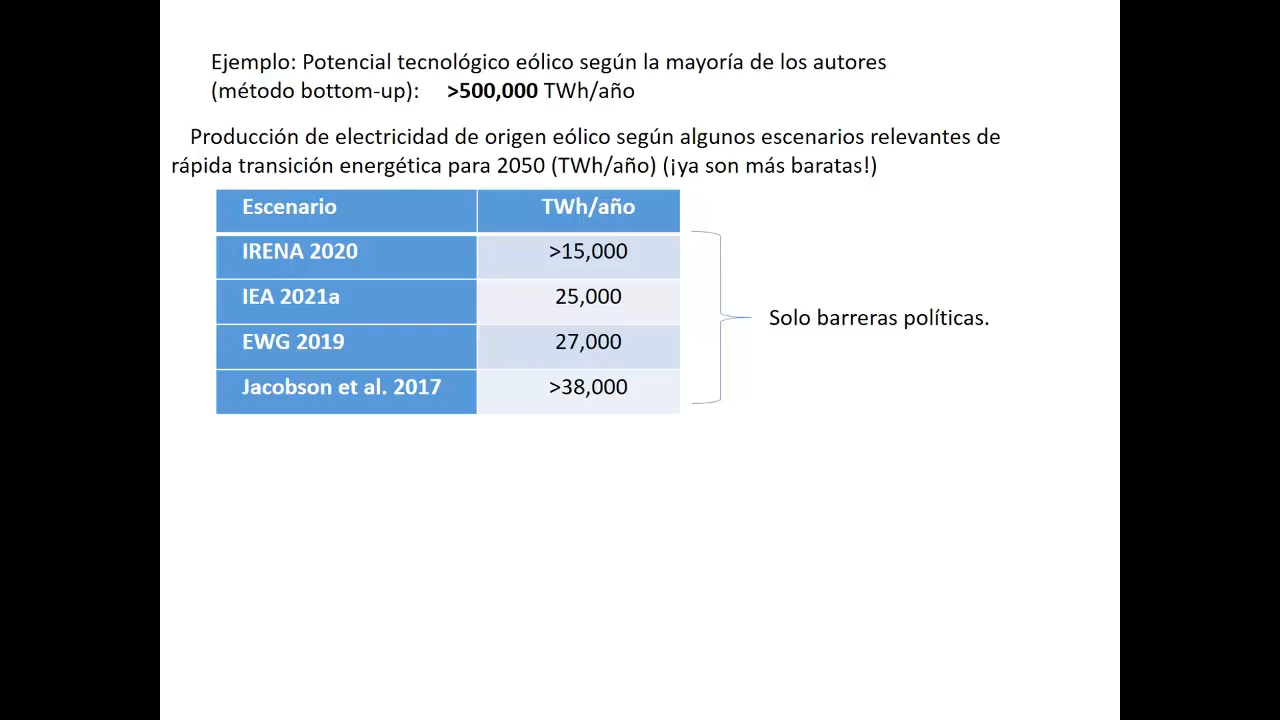 Ejemplo: Potencial tecnológico eólico según la mayoría de los autores
(método bottom-up): >500,000 TWh/año
Producción de electricidad de origen eólico según algunos escenarios relevantes de
rápida transición energética para 2050 (TWh/año) (¡ya son más baratas!)
Escenario TWh/año
IRENA 2020 >15,000
IEA 2021a 25,000
EWG 2019 27,000
Jacobson et al. 2017 >38,000
Solo barreras políticas.